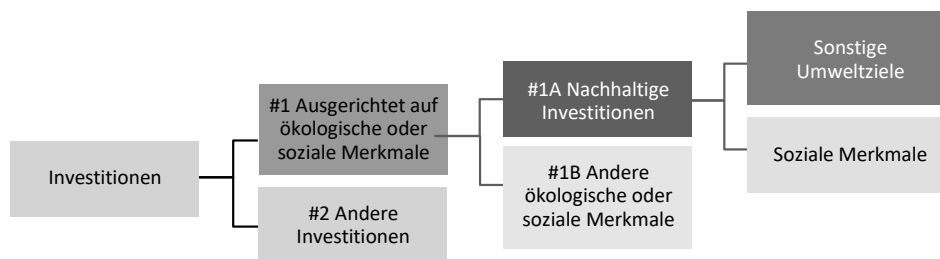 Investitionen
#1 Ausgerichtet auf
ökologische oder
soziale Merkmale
#2 Andere
Investitionen
#1A Nachhaltige
Investitionen
#1B Andere
ökologische oder
soziale Merkmale
Sonstige
Umweltziele
Soziale Merkmale